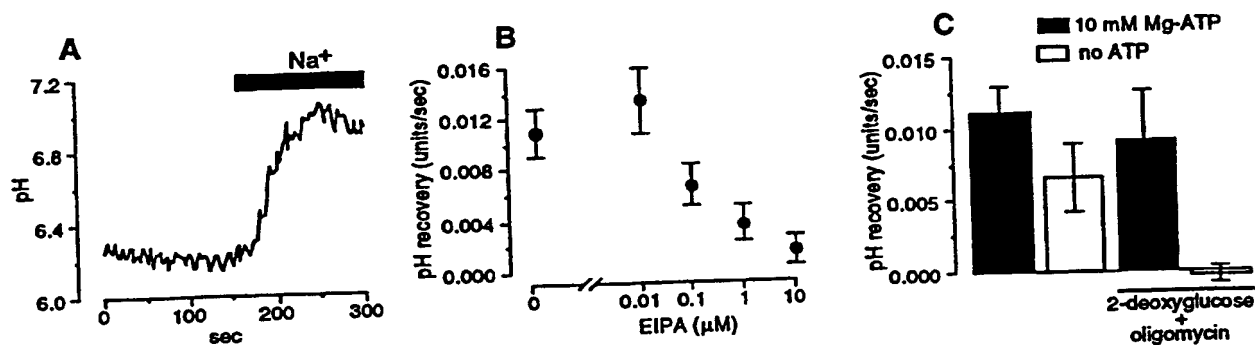 A
Na+
7.2
6.8
6.4
6.0
pH
0
100
200
300
sec
B
0.016
0.012
0.008
0.004
0.000
pH recovery (units/sec)
0
0.01
0.1
1
10
EIPA (μM)
C
10 mM Mg-ATP
no ATP
0.015
0.010
0.005
0.000
pH recovery (units/sec)
2-deoxyglucose
+
oligomycin